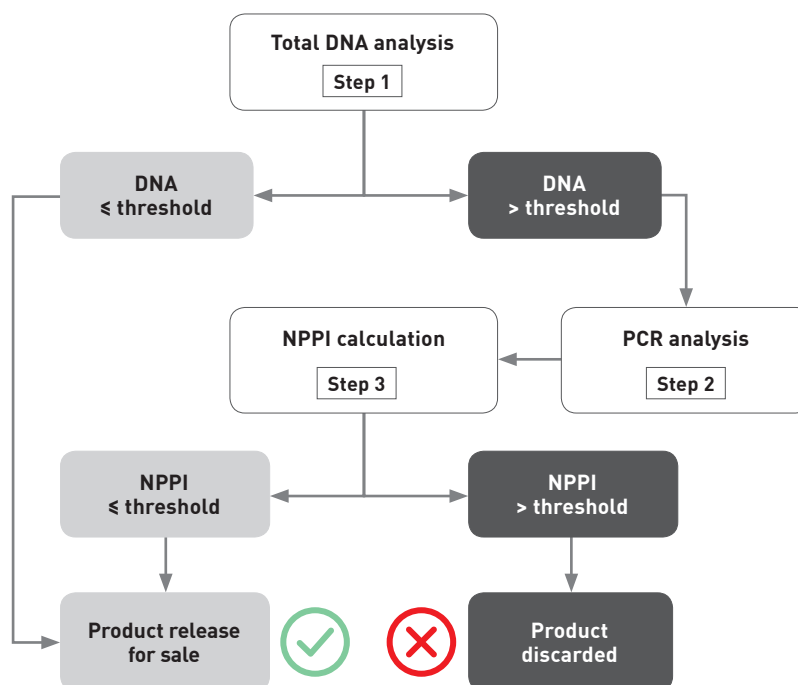 Total DNA analysis
Step 1
DNA
≤ threshold
DNA
> threshold
NPPI calculation
Step 3
PCR analysis
Step 2
NPPI
≤ threshold
NPPI
> threshold
Product release
for sale
Product
discarded